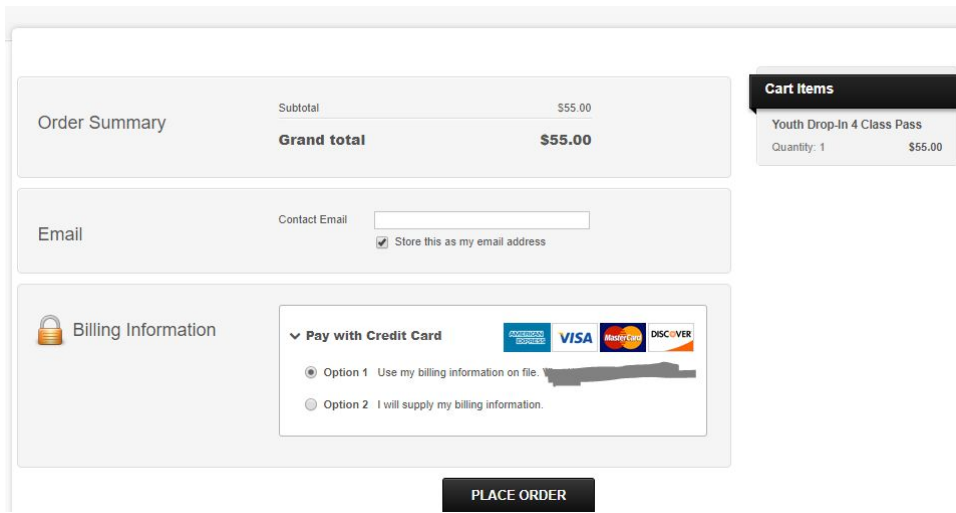 Order Summary
Subtotal $55.00
Grand total $55.00
Cart Items
Youth Drop-In 4 Class Pass
Quantity: 1 $55.00
Email
Contact Email
Store this as my email address
Billing Information
Pay with Credit Card
AMERICAN EXPRESS
VISA
MasterCard
DISCOVER
Option 1 Use my billing information on file.
Option 2 I will supply my billing information.
PLACE ORDER